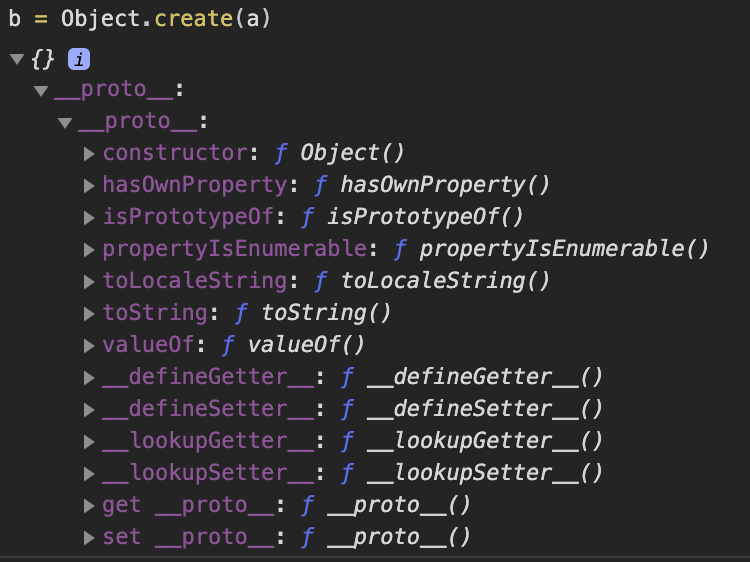 b = Object.create(a)
{} i
__proto__:
__proto__:
constructor: ƒ Object()
hasOwnProperty: ƒ hasOwnProperty()
isPrototypeOf: ƒ isPrototypeOf()
propertyIsEnumerable: ƒ propertyIsEnumerable()
toLocaleString: ƒ toLocaleString()
toString: ƒ toString()
valueOf: ƒ valueOf()
__defineGetter__: ƒ __defineGetter__()
__defineSetter__: ƒ __defineSetter__()
__lookupGetter__: ƒ __lookupGetter__()
__lookupSetter__: ƒ __lookupSetter__()
get __proto__: ƒ __proto__()
set __proto__: ƒ __proto__()